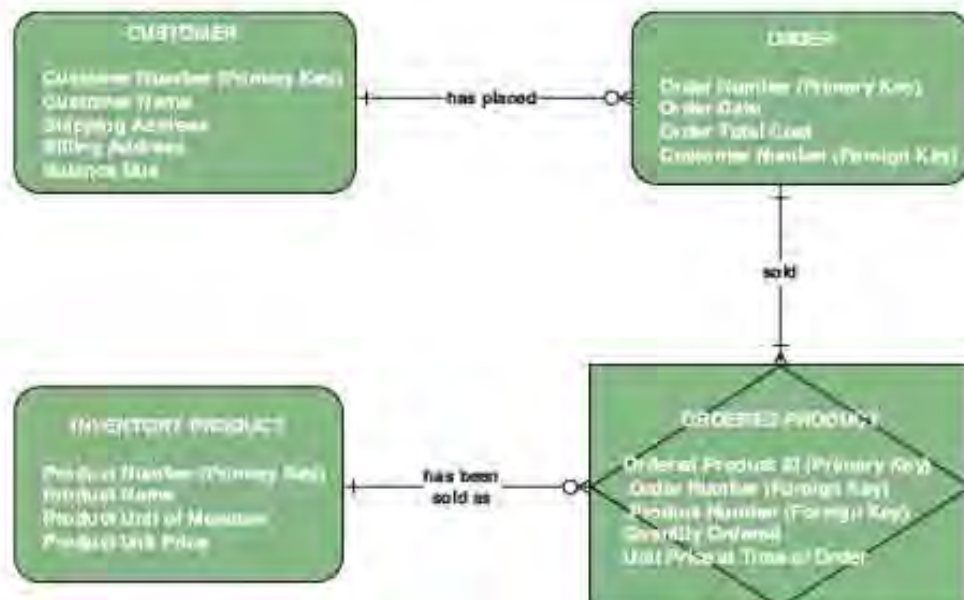 CUSTOMER
Customer Number (Primary Key)
Customer Name
Shipping Address
Billing Address
Balance Due
has placed
ORDER
Order Number (Primary Key)
Order Date
Order Total Cost
Customer Number (Foreign Key)
sold
INVENTORY PRODUCT
Product Number (Primary Key)
Product Name
Product Unit of Measure
Product Unit Price
has been
sold as
ORDERED PRODUCT
Ordered Product ID (Primary Key)
Order Number (Foreign Key)
Product Number (Foreign Key)
Quantity Ordered
Unit Price at Time of Order